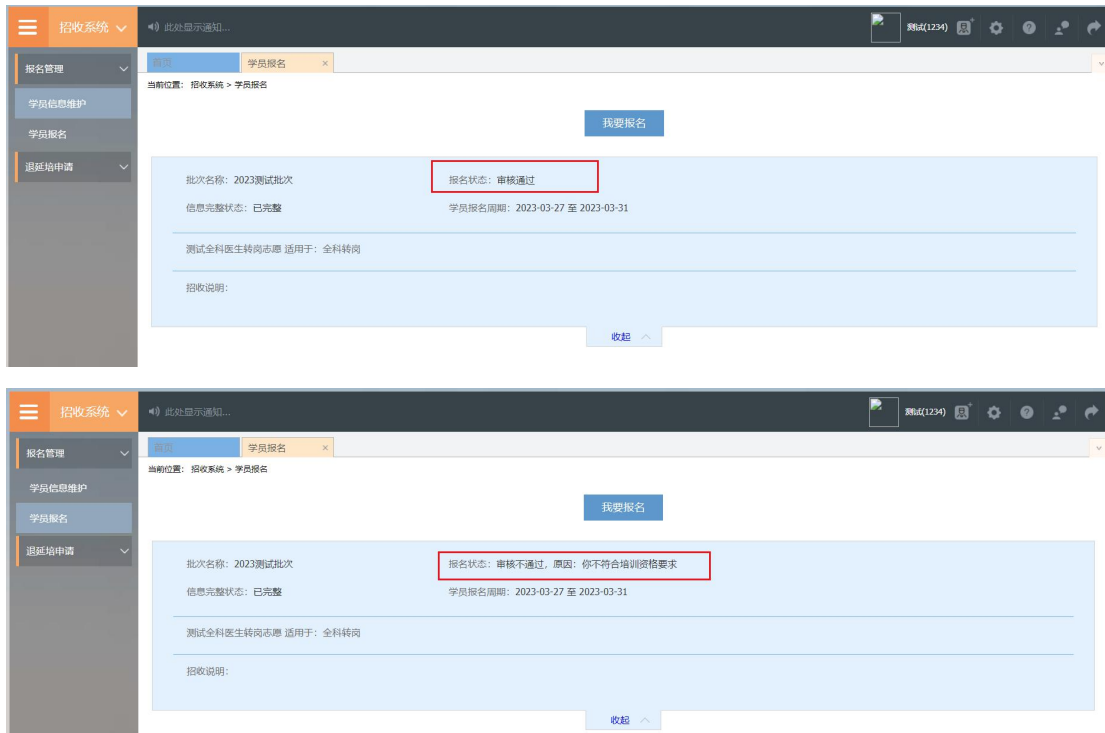 招收系统
此处显示通知...
测试(1234)
报名管理
首页
学员报名 ×
当前位置: 招收系统 > 学员报名
学员信息维护
我要报名
学员报名
退延培申请
批次名称: 2023测试批次
报名状态: 审核通过
信息完整状态: 已完整
学员报名周期: 2023-03-27 至 2023-03-31
测试全科医生转岗志愿 适用于: 全科转岗
招收说明:
收起
招收系统
此处显示通知...
测试(1234)
报名管理
首页
学员报名 ×
当前位置: 招收系统 > 学员报名
学员信息维护
我要报名
学员报名
退延培申请
批次名称: 2023测试批次
报名状态: 审核不通过, 原因: 你不符合培训资格要求
信息完整状态: 已完整
学员报名周期: 2023-03-27 至 2023-03-31
测试全科医生转岗志愿 适用于: 全科转岗
招收说明:
收起